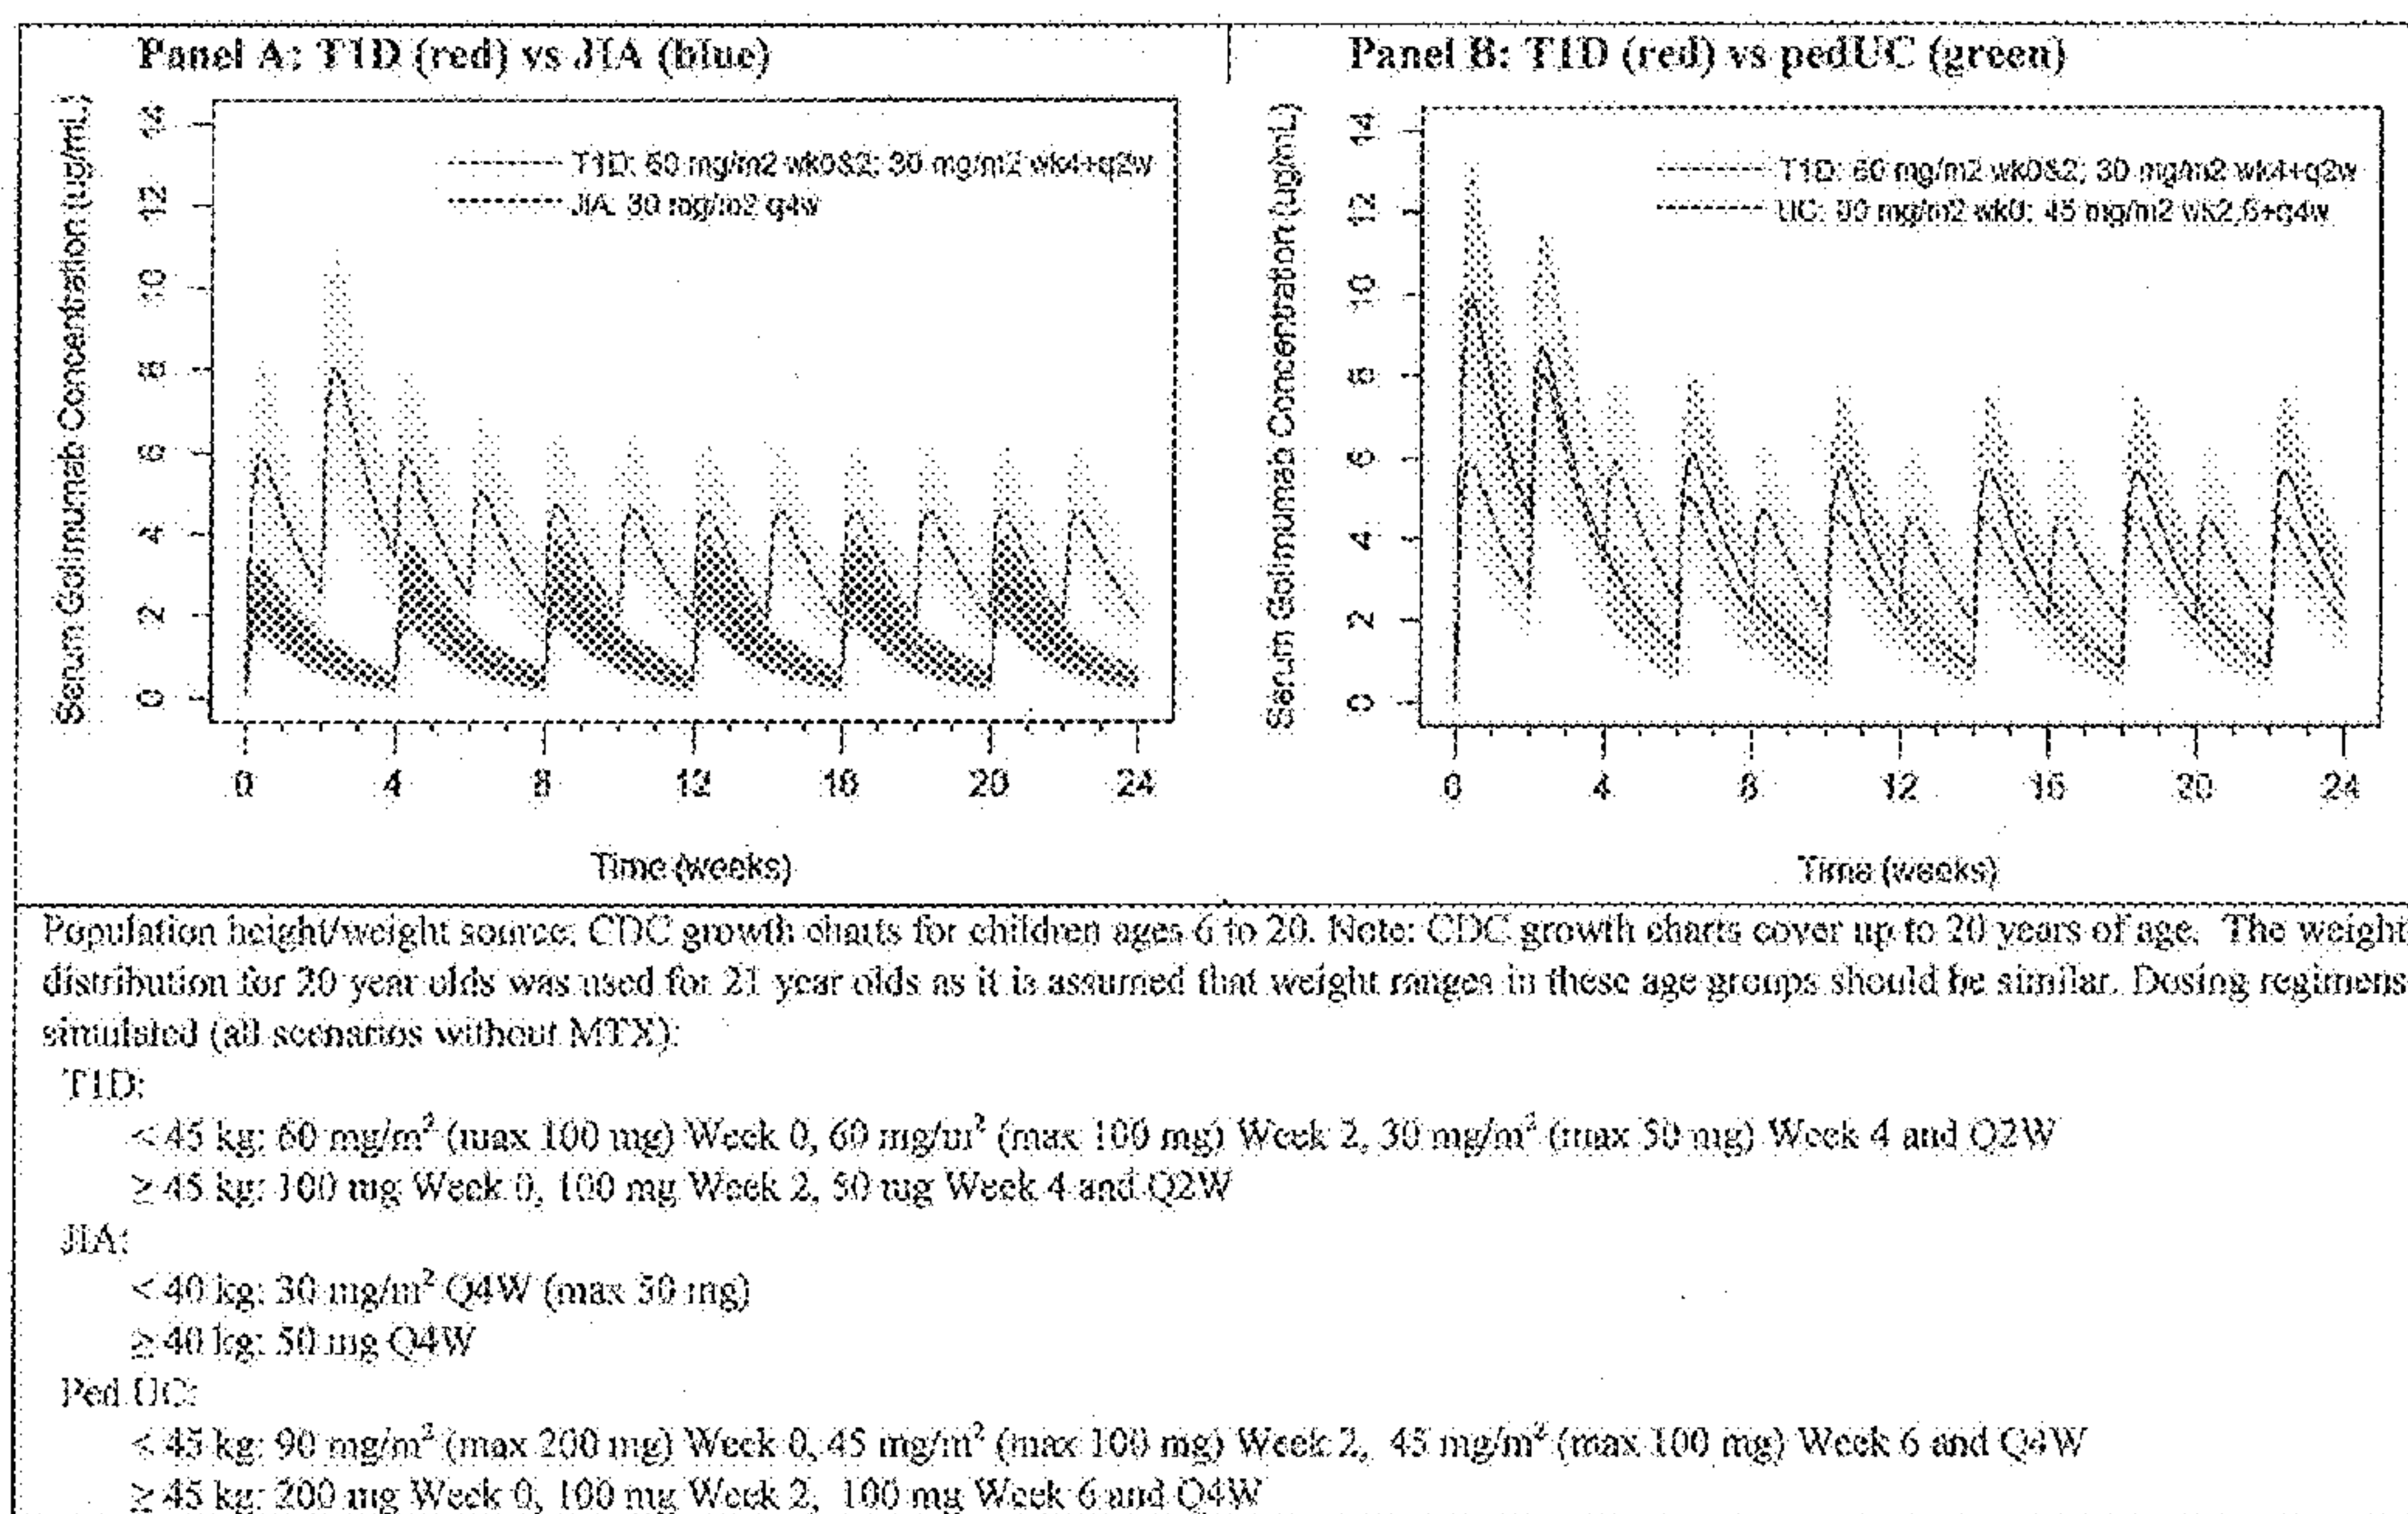 Panel A: T1D (red) vs JIA (blue)
Serum Golimumab Concentration (ug/mL)
14
12
10
8
6
4
2
0
T1D: 60 mg/m2 wk0&2; 30 mg/m2 wk4+q2w
JIA: 30 mg/m2 q4w
0 4 8 12 16 20 24
Time (weeks)
Panel B: T1D (red) vs pedUC (green)
Serum Golimumab Concentration (ug/mL)
14
12
10
8
6
4
2
0
T1D: 60 mg/m2 wk0&2; 30 mg/m2 wk4+q2w
UC: 90 mg/m2 wk0; 45 mg/m2 wk2,6+q4w
0 4 8 12 16 20 24
Time (weeks)
Population height/weight source: CDC growth charts for children ages 6 to 20. Note: CDC growth charts cover up to 20 years of age. The weight
distribution for 20 year olds was used for 21 year olds as it is assumed that weight ranges in these age groups should be similar. Dosing regimens
simulated (all scenarios without MTX):
T1D:
< 45 kg: 60 mg/m² (max 100 mg) Week 0, 60 mg/m² (max 100 mg) Week 2, 30 mg/m² (max 50 mg) Week 4 and Q2W
≥ 45 kg: 100 mg Week 0, 100 mg Week 2, 50 mg Week 4 and Q2W
JIA:
< 40 kg: 30 mg/m² Q4W (max 50 mg)
≥ 40 kg: 50 mg Q4W
Ped UC:
< 45 kg: 90 mg/m² (max 200 mg) Week 0, 45 mg/m² (max 100 mg) Week 2, 45 mg/m² (max 100 mg) Week 6 and Q4W
≥ 45 kg: 200 mg Week 0, 100 mg Week 2, 100 mg Week 6 and Q4W